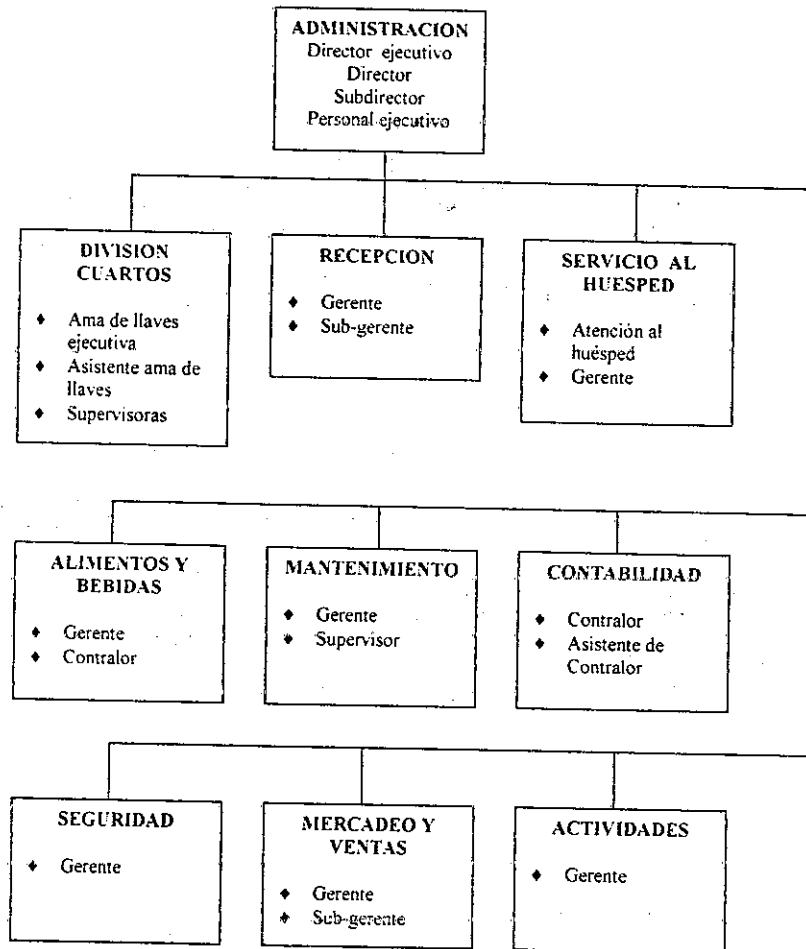 ADMINISTRACION
Director ejecutivo
Director
Subdirector
Personal ejecutivo
DIVISION
CUARTOS
♦ Ama de llaves
ejecutiva
♦ Asistente ama de
llaves
♦ Supervisoras
RECEPCION
♦ Gerente
♦ Sub-gerente
SERVICIO AL
HUESPED
♦ Atención al
huésped
♦ Gerente
ALIMENTOS Y
BEBIDAS
♦ Gerente
♦ Contralor
MANTENIMIENTO
♦ Gerente
♦ Supervisor
CONTABILIDAD
♦ Contralor
♦ Asistente de
Contralor
SEGURIDAD
♦ Gerente
MERCADEO Y
VENTAS
♦ Gerente
♦ Sub-gerente
ACTIVIDADES
♦ Gerente